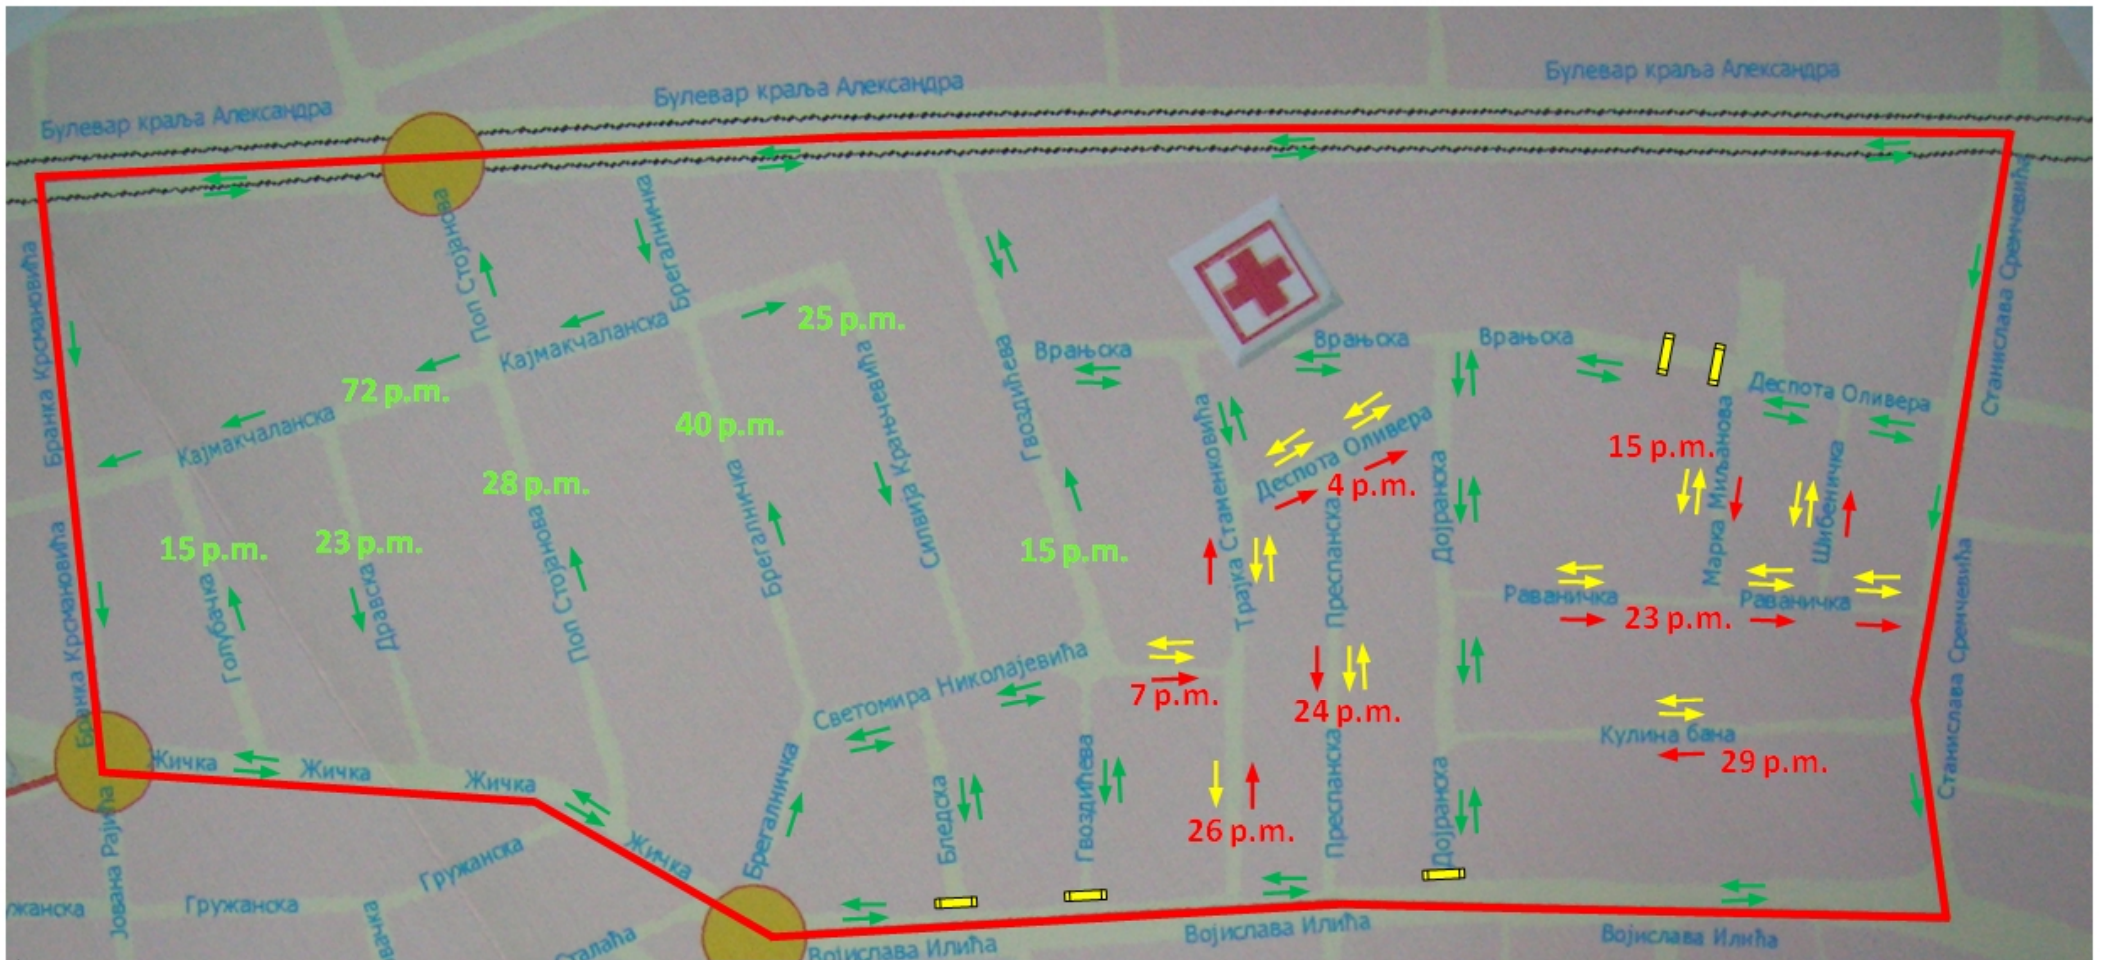 Булевар краља Александра
Булевар краља Александра
Булевар краља Александра
Бранка Крсмановића
Поп Стојанова
Брегалничка
Станислава Сремчевића
Кајмакчаланска
25 p.m.
Врањска
Врањска
Врањска
Деспота Оливера
72 p.m.
Кајмакчаланска
40 p.m.
Силвија Крањчевића
Гвоздићева
Трајка Стаменковића
Деспота Оливера
4 p.m.
15 p.m.
Марка Миљанова
Шибеничка
28 p.m.
Бранка Крсмановића
15 p.m.
23 p.m.
15 p.m.
Голубачка
Дравска
Поп Стојанова
Брегалничка
Преспанска
Дојранска
Раваничка
23 p.m.
Раваничка
Станислава Сремчевића
Светомира Николајевића
7 p.m.
24 p.m.
Кулина бана
29 p.m.
Жичка
Жичка
Жичка
Жичка
Брегалничка
Бледска
Гвоздићева
26 p.m.
Преспанска
Дојранска
Јована Рајића
Гружанска
Гружанска
Војислава Илића
Војислава Илића
Војислава Илића